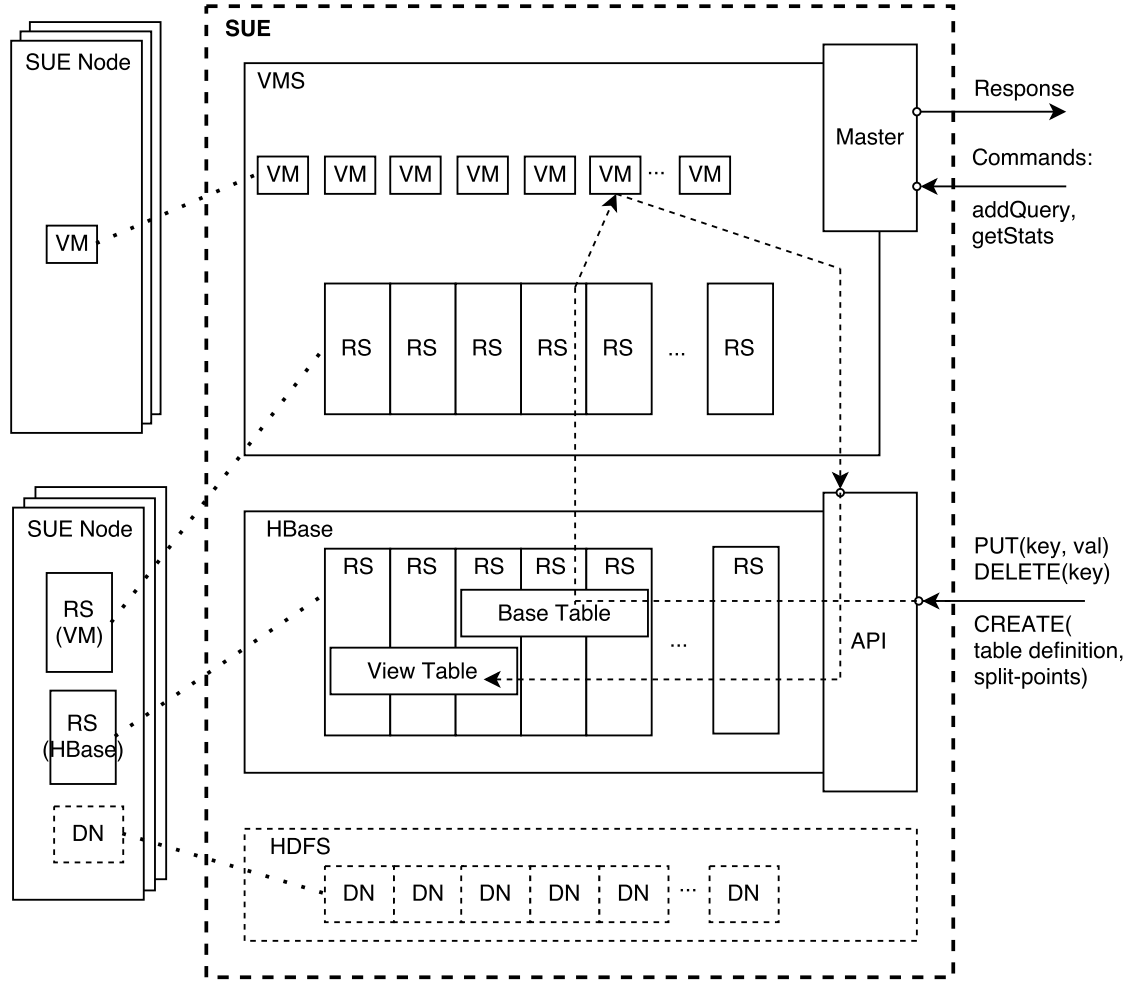 SUE Node
VM
SUE Node
RS
(VM)
RS
(HBase)
DN
SUE
VMS
VM VM VM VM VM VM ... VM
RS RS RS RS RS ... RS
Master
Response
Commands:
addQuery,
getStats
HBase
RS RS RS RS RS RS
Base Table
...
View Table
API
PUT(key, val)
DELETE(key)
CREATE(
table definition,
split-points)
HDFS
DN DN DN DN DN ... DN